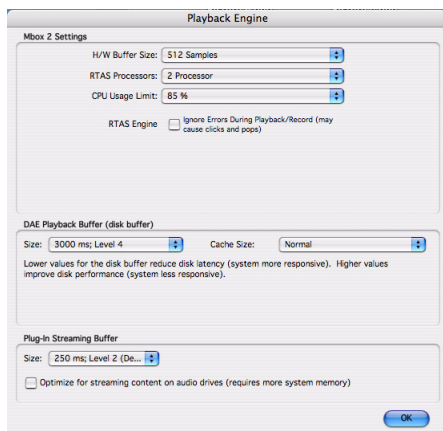 Playback Engine
Mbox 2 Settings
H/W Buffer Size: 512 Samples
RTAS Processors: 2 Processor
CPU Usage Limit: 85 %
RTAS Engine Ignore Errors During Playback/Record (may
cause clicks and pops)
DAE Playback Buffer (disk buffer)
Size: 3000 ms; Level 4 Cache Size: Normal
Lower values for the disk buffer reduce disk latency (system more responsive). Higher values
improve disk performance (system less responsive).
Plug-In Streaming Buffer
Size: 250 ms; Level 2 (De...
Optimize for streaming content on audio drives (requires more system memory)
OK